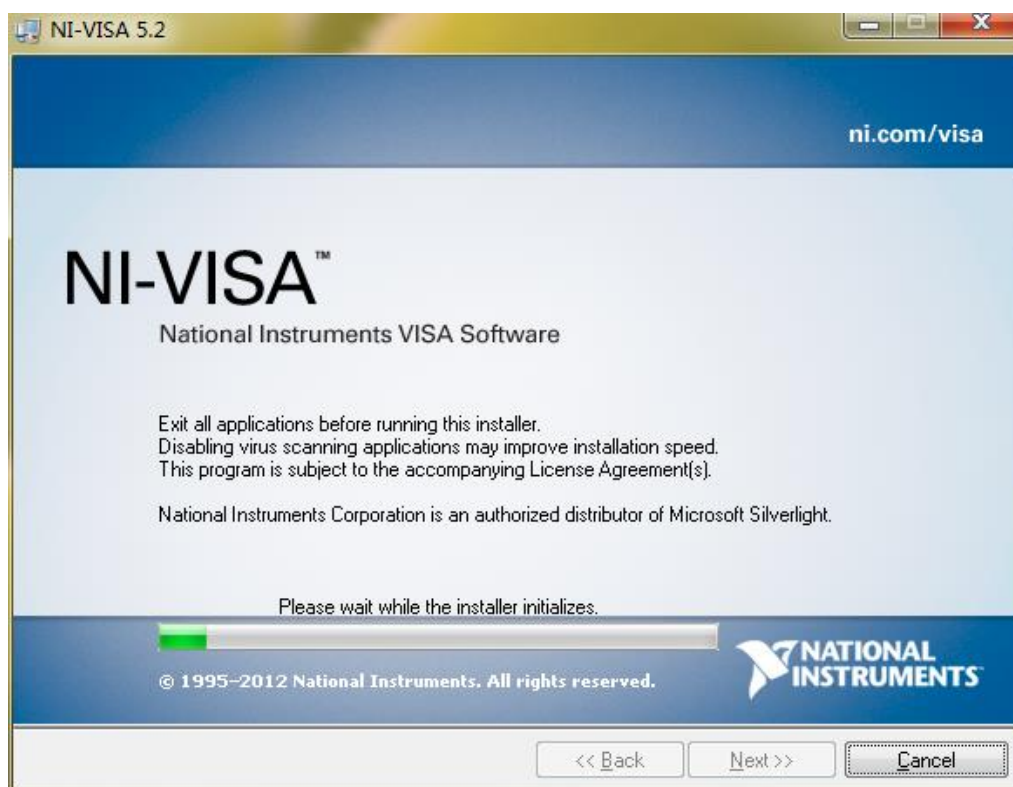 NI-VISA 5.2
ni.com/visa
NI-VISA™
National Instruments VISA Software
Exit all applications before running this installer.
Disabling virus scanning applications may improve installation speed.
This program is subject to the accompanying License Agreement(s).
National Instruments Corporation is an authorized distributor of Microsoft Silverlight.
Please wait while the installer initializes.
© 1995–2012 National Instruments. All rights reserved.
NATIONAL
INSTRUMENTS
<< Back
Next >>
Cancel